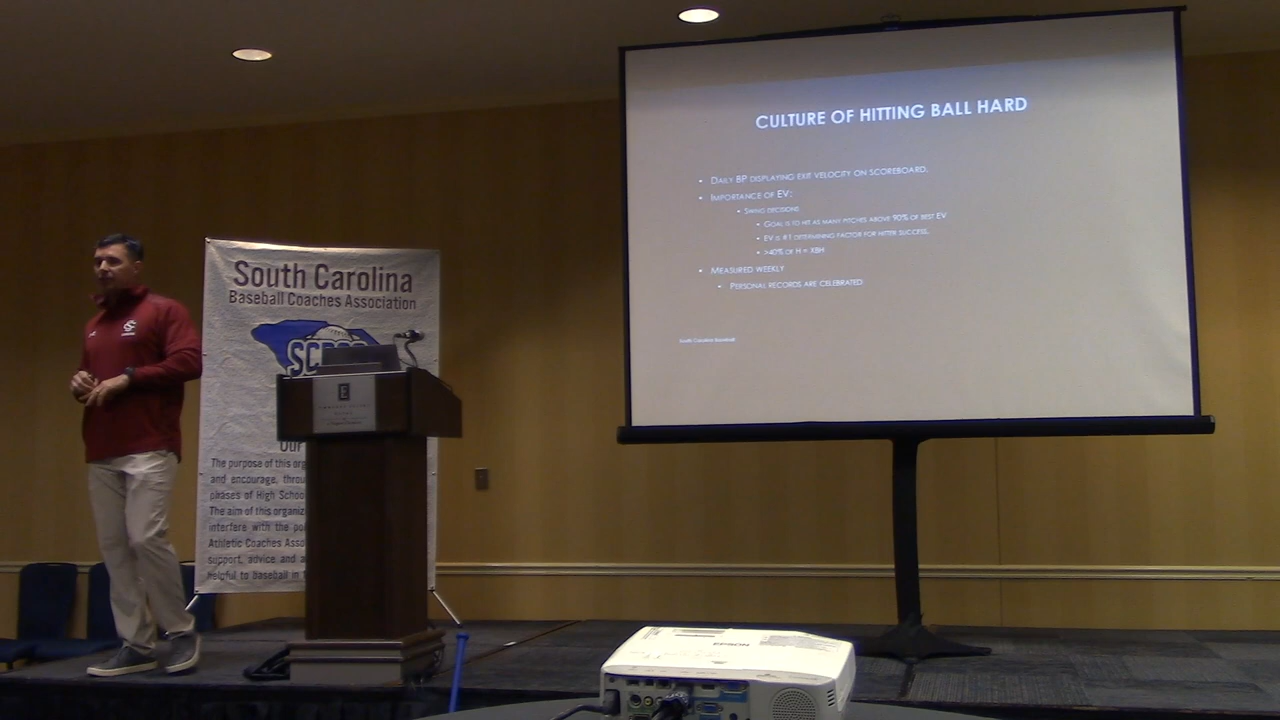 CULTURE OF HITTING BALL HARD
• DAILY BP DISPLAYING EXIT VELOCITY ON SCOREBOARD.
• IMPORTANCE OF EV:
• SWING DECISIONS
• GOAL IS TO HIT AS MANY PITCHES ABOVE 90% OF BEST EV
• EV IS #1 DETERMINING FACTOR FOR HITTER SUCCESS.
• >40% OF H = XBH
• MEASURED WEEKLY
• PERSONAL RECORDS ARE CELEBRATED
South Carolina Baseball
South Carolina
Baseball Coaches Association
Our
The purpose of this
and encourage,
phases of High
The aim of this
interfere with the
Athletic Coaches
support, advice and
helpful to baseball in
E
SC
EPSON